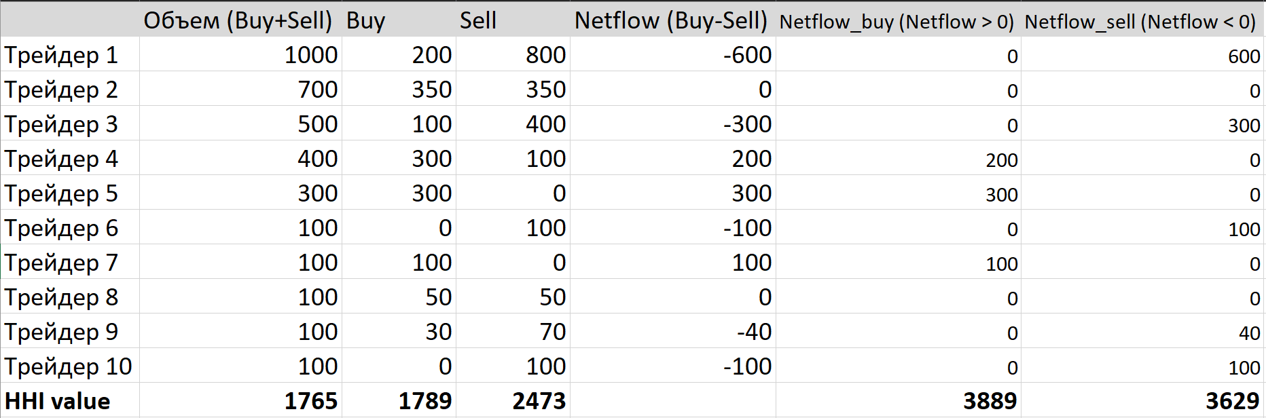 Объем (Buy+Sell) Buy Sell Netflow (Buy-Sell) Netflow_buy (Netflow > 0) Netflow_sell (Netflow < 0)
Трейдер 1 1000 200 800 -600 0 600
Трейдер 2 700 350 350 0 0 0
Трейдер 3 500 100 400 -300 0 300
Трейдер 4 400 300 100 200 200 0
Трейдер 5 300 300 0 300 300 0
Трейдер 6 100 0 100 -100 0 100
Трейдер 7 100 100 0 100 100 0
Трейдер 8 100 50 50 0 0 0
Трейдер 9 100 30 70 -40 0 40
Трейдер 10 100 0 100 -100 0 100
HHI value 1765 1789 2473 3889 3629